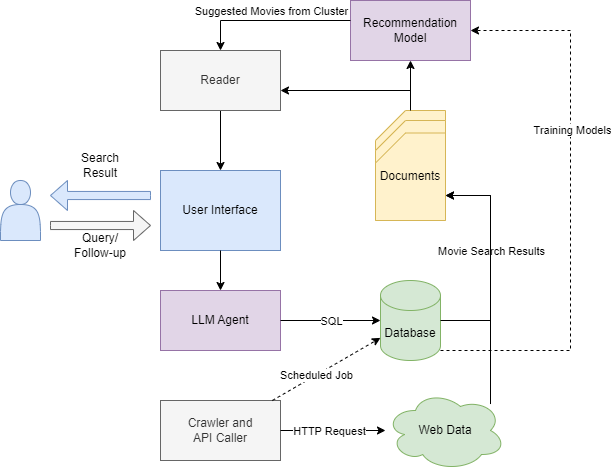 Suggested Movies from Cluster
Recommendation
Model
Reader
Training Models
Search
Result
Documents
User Interface
Query/
Follow-up
Movie Search Results
LLM Agent
SQL
Database
Scheduled Job
Crawler and
API Caller
HTTP Request
Web Data